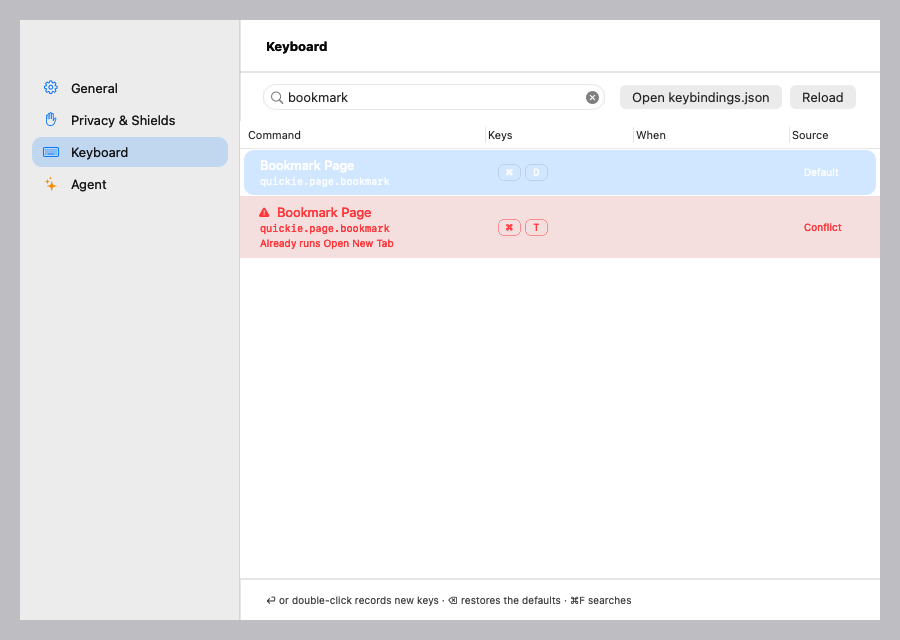 Keyboard
General
Privacy & Shields
Keyboard
Agent
bookmark
Open keybindings.json
Reload
Command Keys When Source
Bookmark Page
quickie.page.bookmark
⌘ D
Default
Bookmark Page
quickie.page.bookmark
Already runs Open New Tab
⌘ T
Conflict
⏎ or double-click records new keys · ⌫ restores the defaults · ⌘F searches